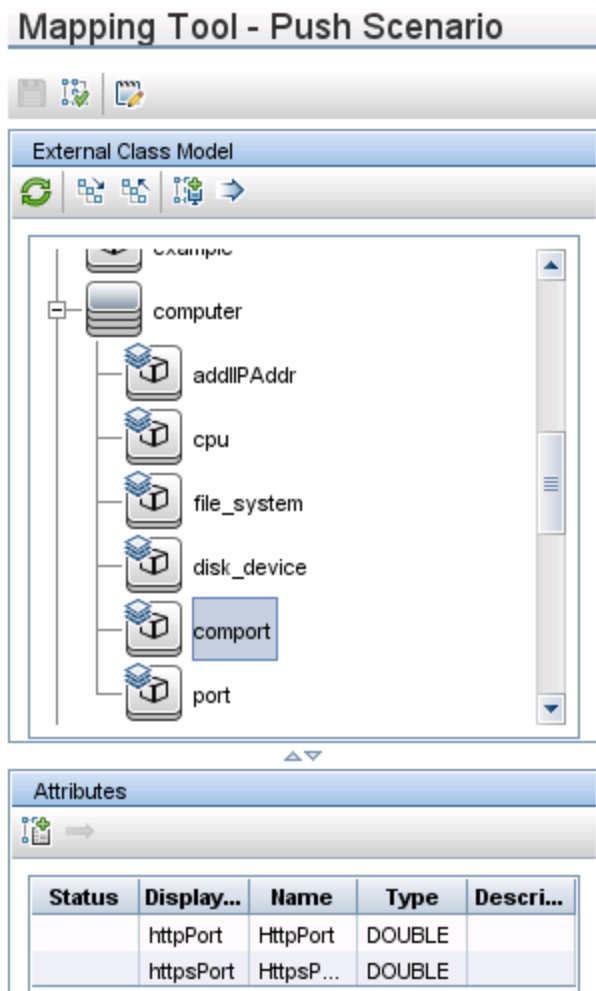 Mapping Tool - Push Scenario
External Class Model
example
computer
addlIPAddr
cpu
file_system
disk_device
comport
port
Attributes
Status Display... Name Type Descri...
httpPort HttpPort DOUBLE
httpsPort HttpsP... DOUBLE